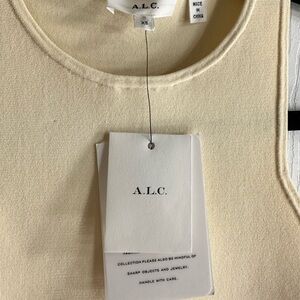 A.L.C.
XS
MADE
IN
CHINA
A.L.C.
COLLECTION PLEASE ALSO BE MINDFUL OF
SHARP OBJECTS AND JEWELRY.
HANDLE WITH CARE.